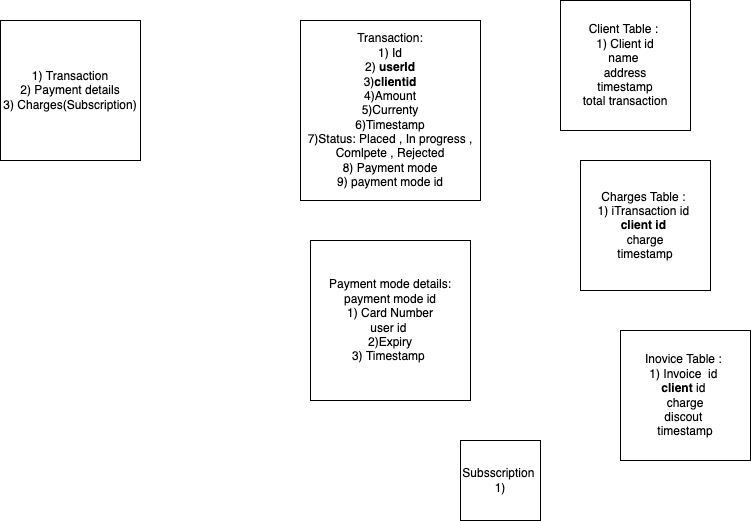 1) Transaction
2) Payment details
3) Charges(Subscription)
Transaction:
1) Id
2) userId
3)clientid
4)Amount
5)Currenty
6)Timestamp
7)Status: Placed , In progress ,
Comlpete , Rejected
8) Payment mode
9) payment mode id
Client Table :
1) Client id
name
address
timestamp
total transaction
Charges Table :
1) iTransaction id
client id
charge
timestamp
Payment mode details:
payment mode id
1) Card Number
user id
2)Expiry
3) Timestamp
Inovice Table :
1) Invoice id
client id
charge
discout
timestamp
Subsscription
1)